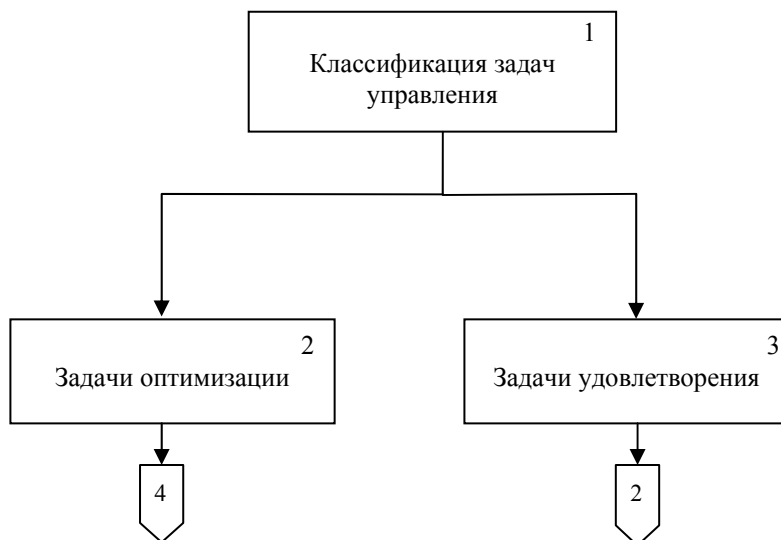 1
Классификация задач
управления
2
Задачи оптимизации
3
Задачи удовлетворения
4
2